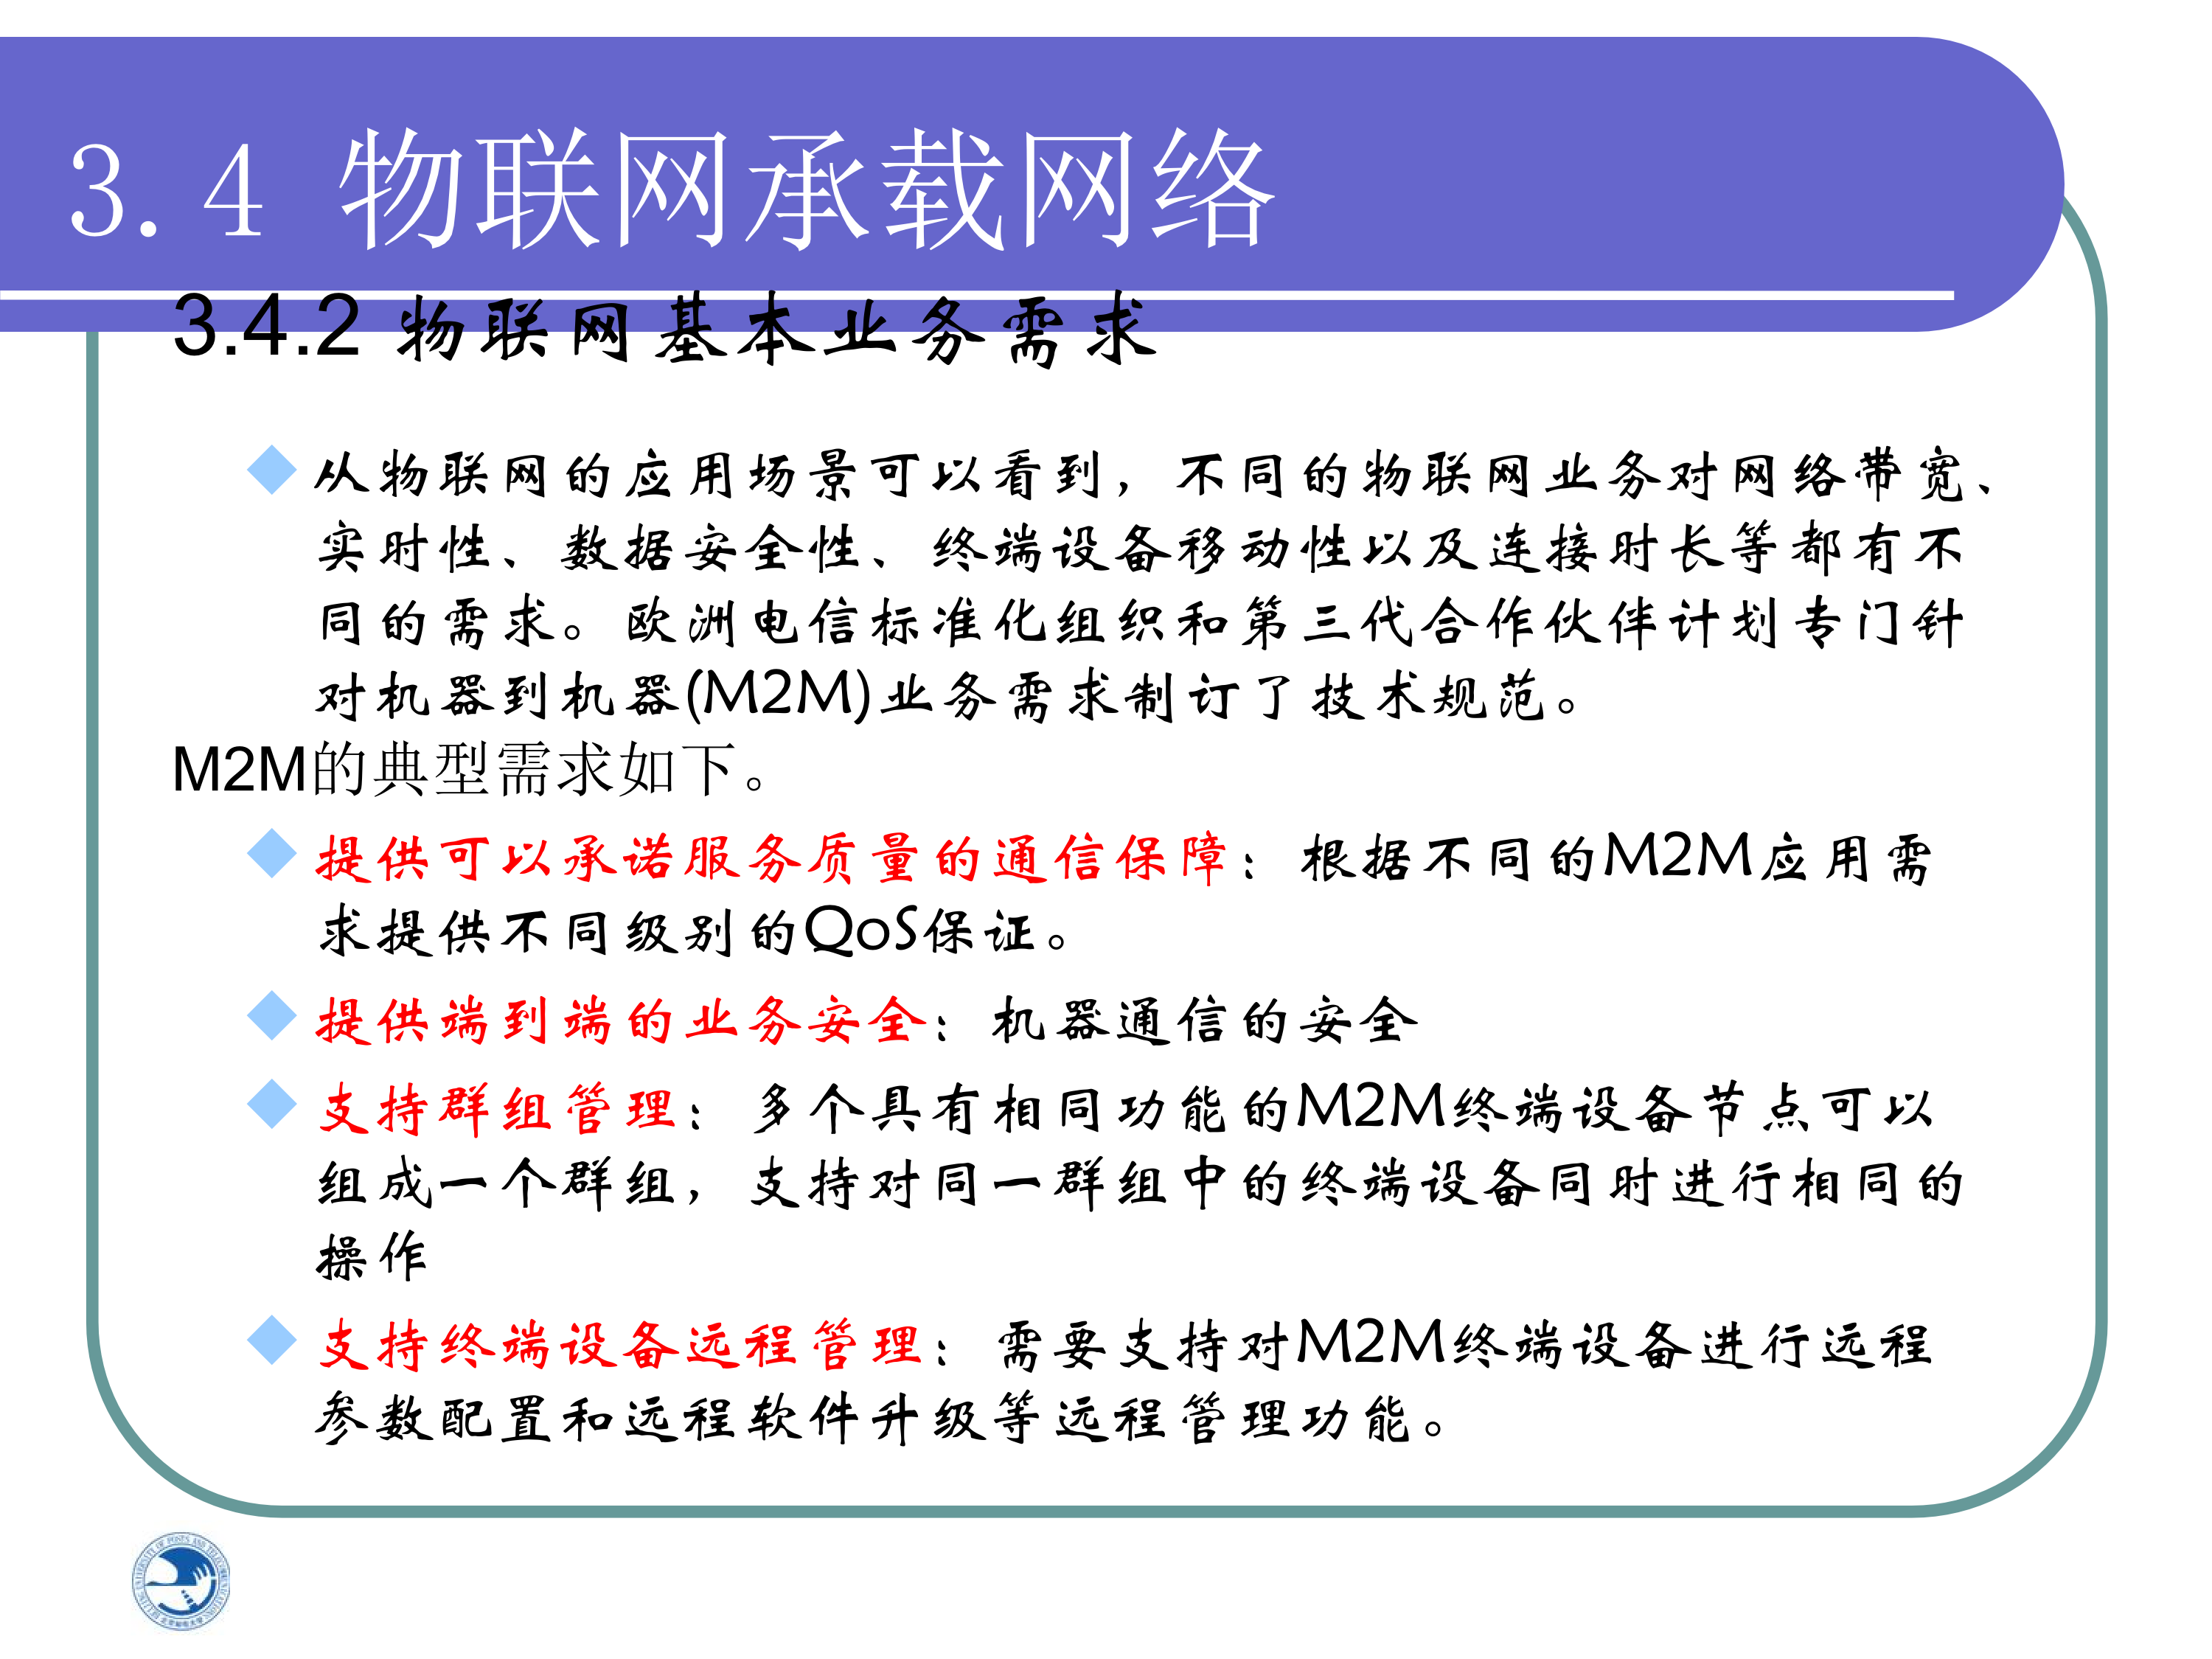 3.4 物联网承载网络
3.4.2 物联网基本业务需求
从物联网的应用场景可以看到，不同的物联网业务对网络带宽、
实时性、数据安全性、终端设备移动性以及连接时长等都有不
同的需求。欧洲电信标准化组织和第三代合作伙伴计划专门针
对机器到机器(M2M)业务需求制订了技术规范。
M2M的典型需求如下。
提供可以承诺服务质量的通信保障：根据不同的M2M应用需
求提供不同级别的QoS保证。
提供端到端的业务安全：机器通信的安全
支持群组管理：多个具有相同功能的M2M终端设备节点可以
组成一个群组，支持对同一群组中的终端设备同时进行相同的
操作
支持终端设备远程管理：需要支持对M2M终端设备进行远程
参数配置和远程软件升级等远程管理功能。